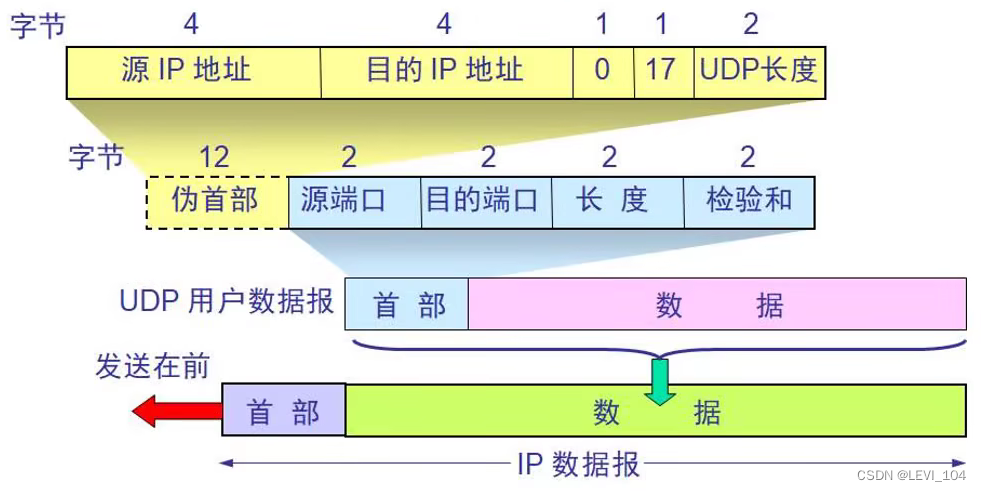 字节 4 4 1 1 2
源 IP 地址 目的 IP 地址 0 17 UDP长度
字节 12 2 2 2 2
伪首部 源端口 目的端口 长 度 检验和
UDP 用户数据报 首 部 数 据
发送在前
首 部 数 据
IP 数据报
CSDN @LEVI_104